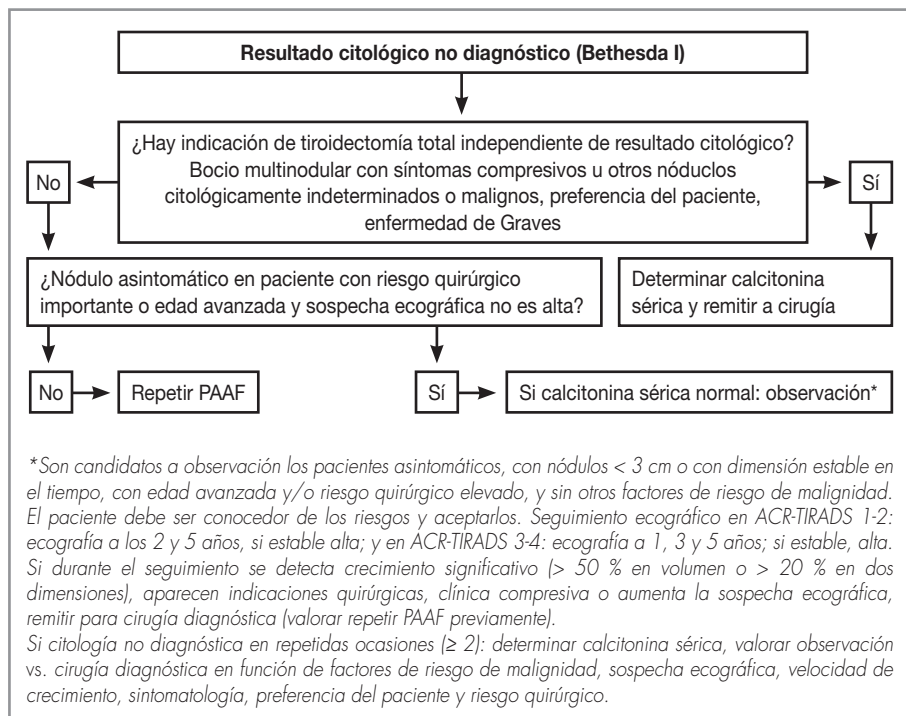 Resultado citológico no diagnóstico (Bethesda I)
¿Hay indicación de tiroidectomía total independiente de resultado citológico?
Bocio multinodular con síntomas compresivos u otros nóduclos
citológicamente indeterminados o malignos, preferencia del paciente,
enfermedad de Graves
No
Sí
¿Nódulo asintomático en paciente con riesgo quirúrgico
importante o edad avanzada y sospecha ecográfica no es alta?
Determinar calcitonina
sérica y remitir a cirugía
No
Repetir PAAF
Sí
Si calcitonina sérica normal: observación*
*Son candidatos a observación los pacientes asintomáticos, con nódulos < 3 cm o con dimensión estable en
el tiempo, con edad avanzada y/o riesgo quirúrgico elevado, y sin otros factores de riesgo de malignidad.
El paciente debe ser conocedor de los riesgos y aceptarlos. Seguimiento ecográfico en ACR-TIRADS 1-2:
ecografía a los 2 y 5 años, si estable alta; y en ACR-TIRADS 3-4: ecografía a 1, 3 y 5 años; si estable, alta.
Si durante el seguimiento se detecta crecimiento significativo (> 50 % en volumen o > 20 % en dos
dimensiones), aparecen indicaciones quirúrgicas, clínica compresiva o aumenta la sospecha ecográfica,
remitir para cirugía diagnóstica (valorar repetir PAAF previamente).
Si citología no diagnóstica en repetidas ocasiones (≥ 2): determinar calcitonina sérica, valorar observación
vs. cirugía diagnóstica en función de factores de riesgo de malignidad, sospecha ecográfica, velocidad de
crecimiento, sintomatología, preferencia del paciente y riesgo quirúrgico.